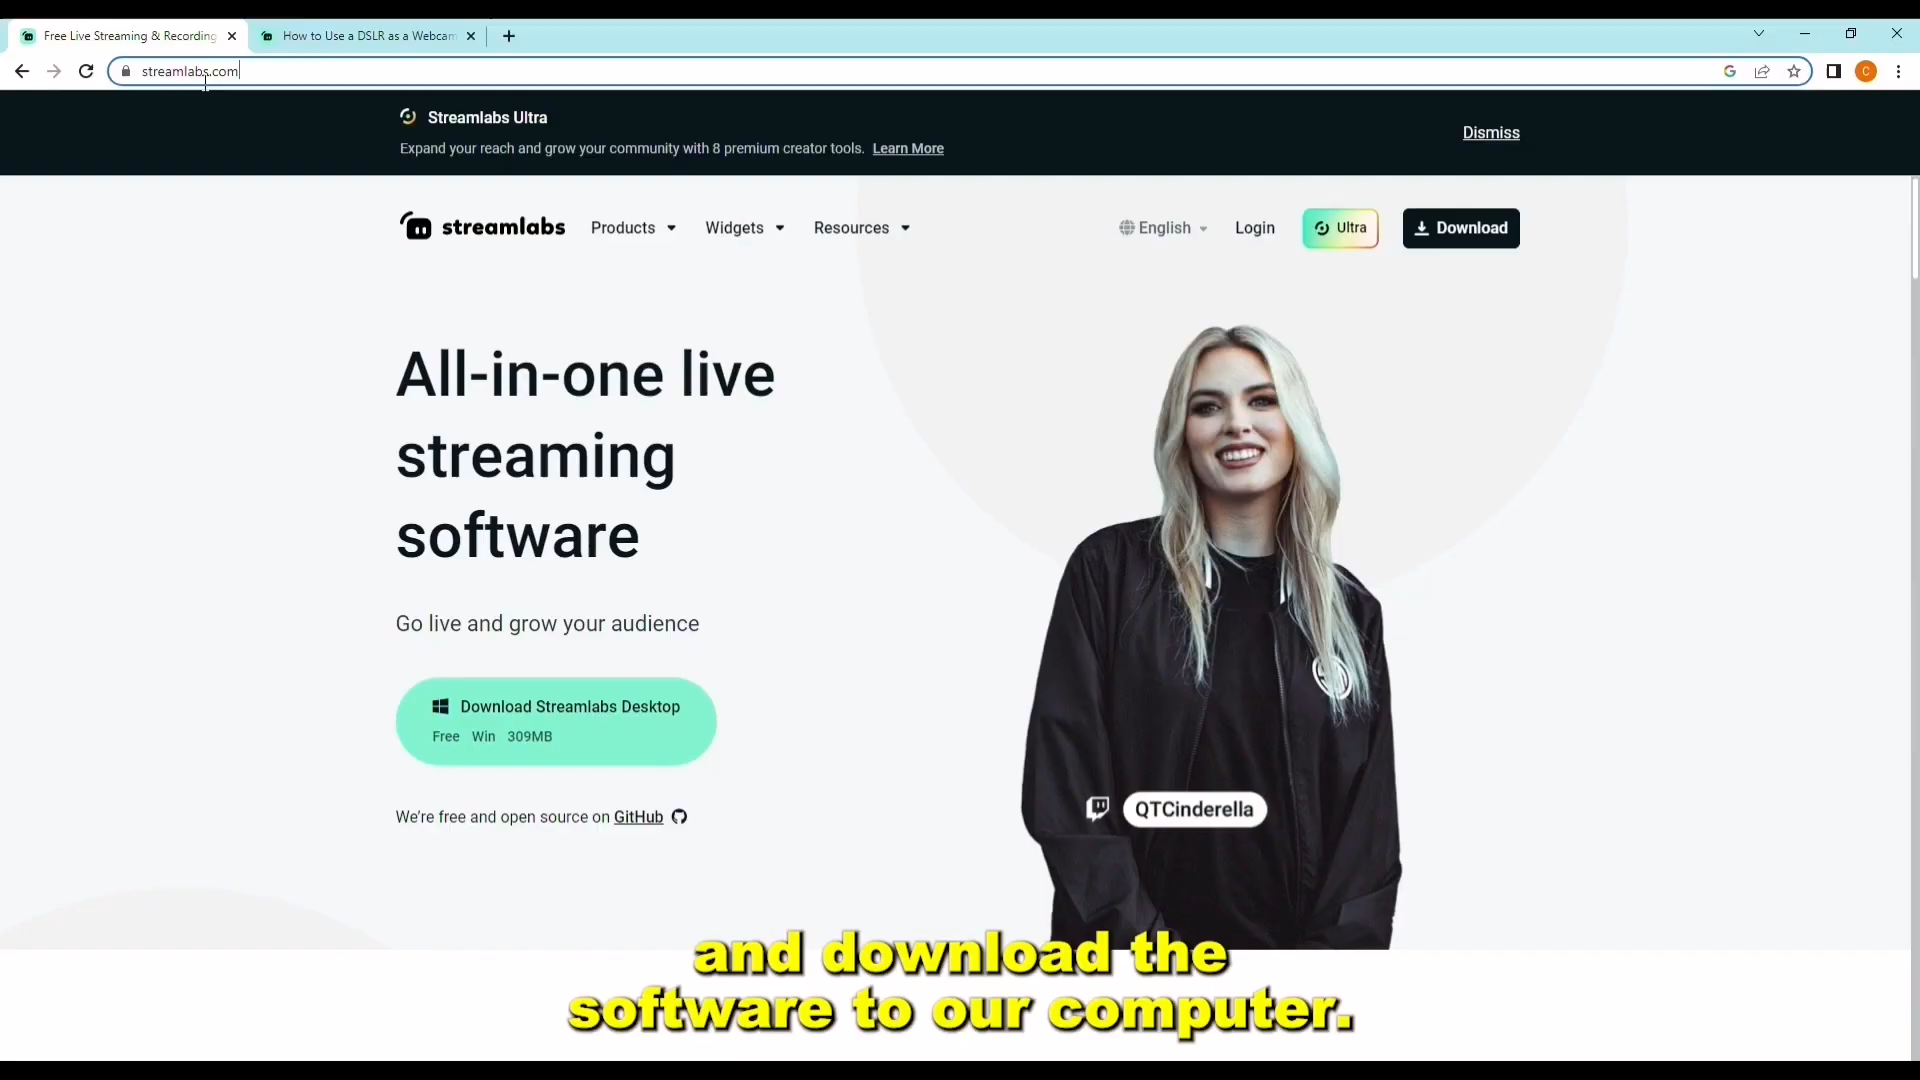 Free Live Streaming & Recording
How to Use a DSLR as a Webcam
streamlabs.com
C
Streamlabs Ultra
Expand your reach and grow your community with 8 premium creator tools. Learn More
Dismiss
streamlabs Products Widgets Resources English Login Ultra Download
All-in-one live
streaming
software
Go live and grow your audience
Download Streamlabs Desktop
Free Win 309MB
We're free and open source on GitHub
QTCinderella
and download the
software to our computer.